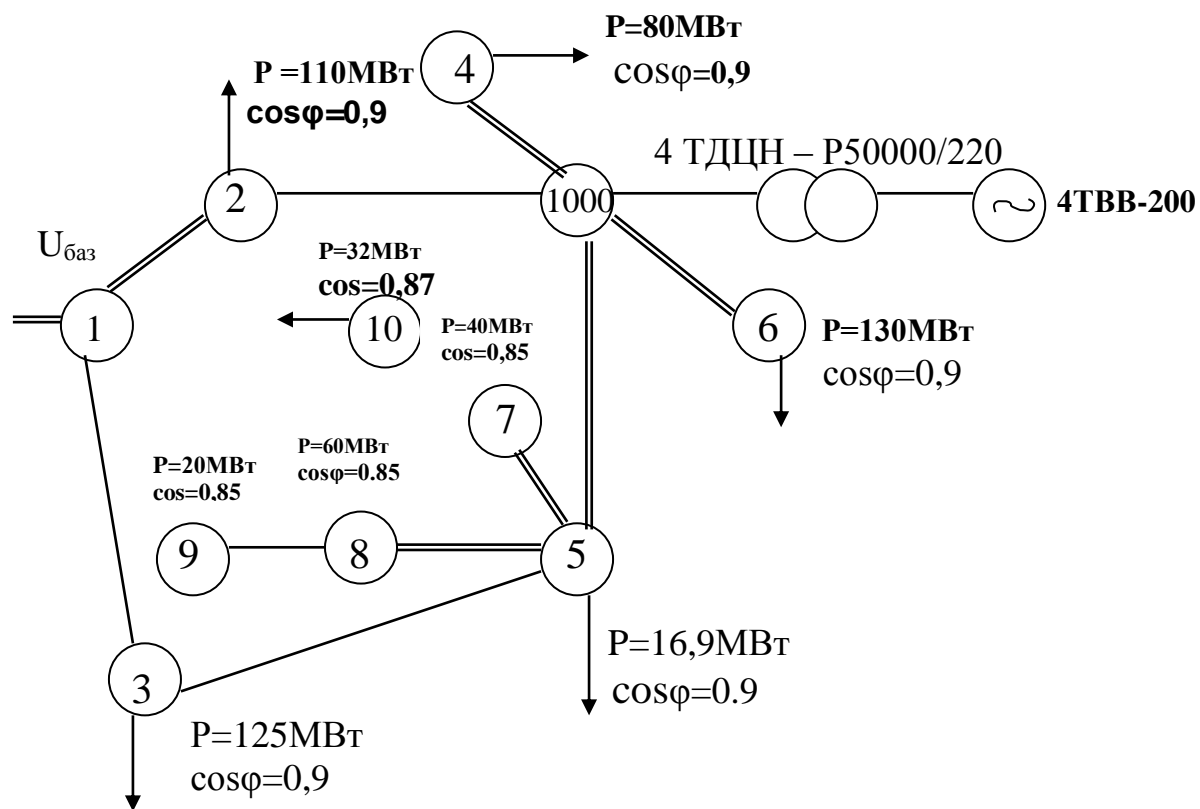 P=80МВт
cosφ=0,9
4
P =110МВт
cosφ=0,9
4 ТДЦН – Р50000/220
2
1000
4ТВВ-200
Uбаз
P=32МВт
cos=0,87
1
10
P=40МВт
cos=0,85
6
P=130МВт
cosφ=0,9
7
P=60МВт
cosφ=0.85
P=20МВт
cos=0,85
9
8
5
P=16,9МВт
cosφ=0.9
3
P=125МВт
cosφ=0,9